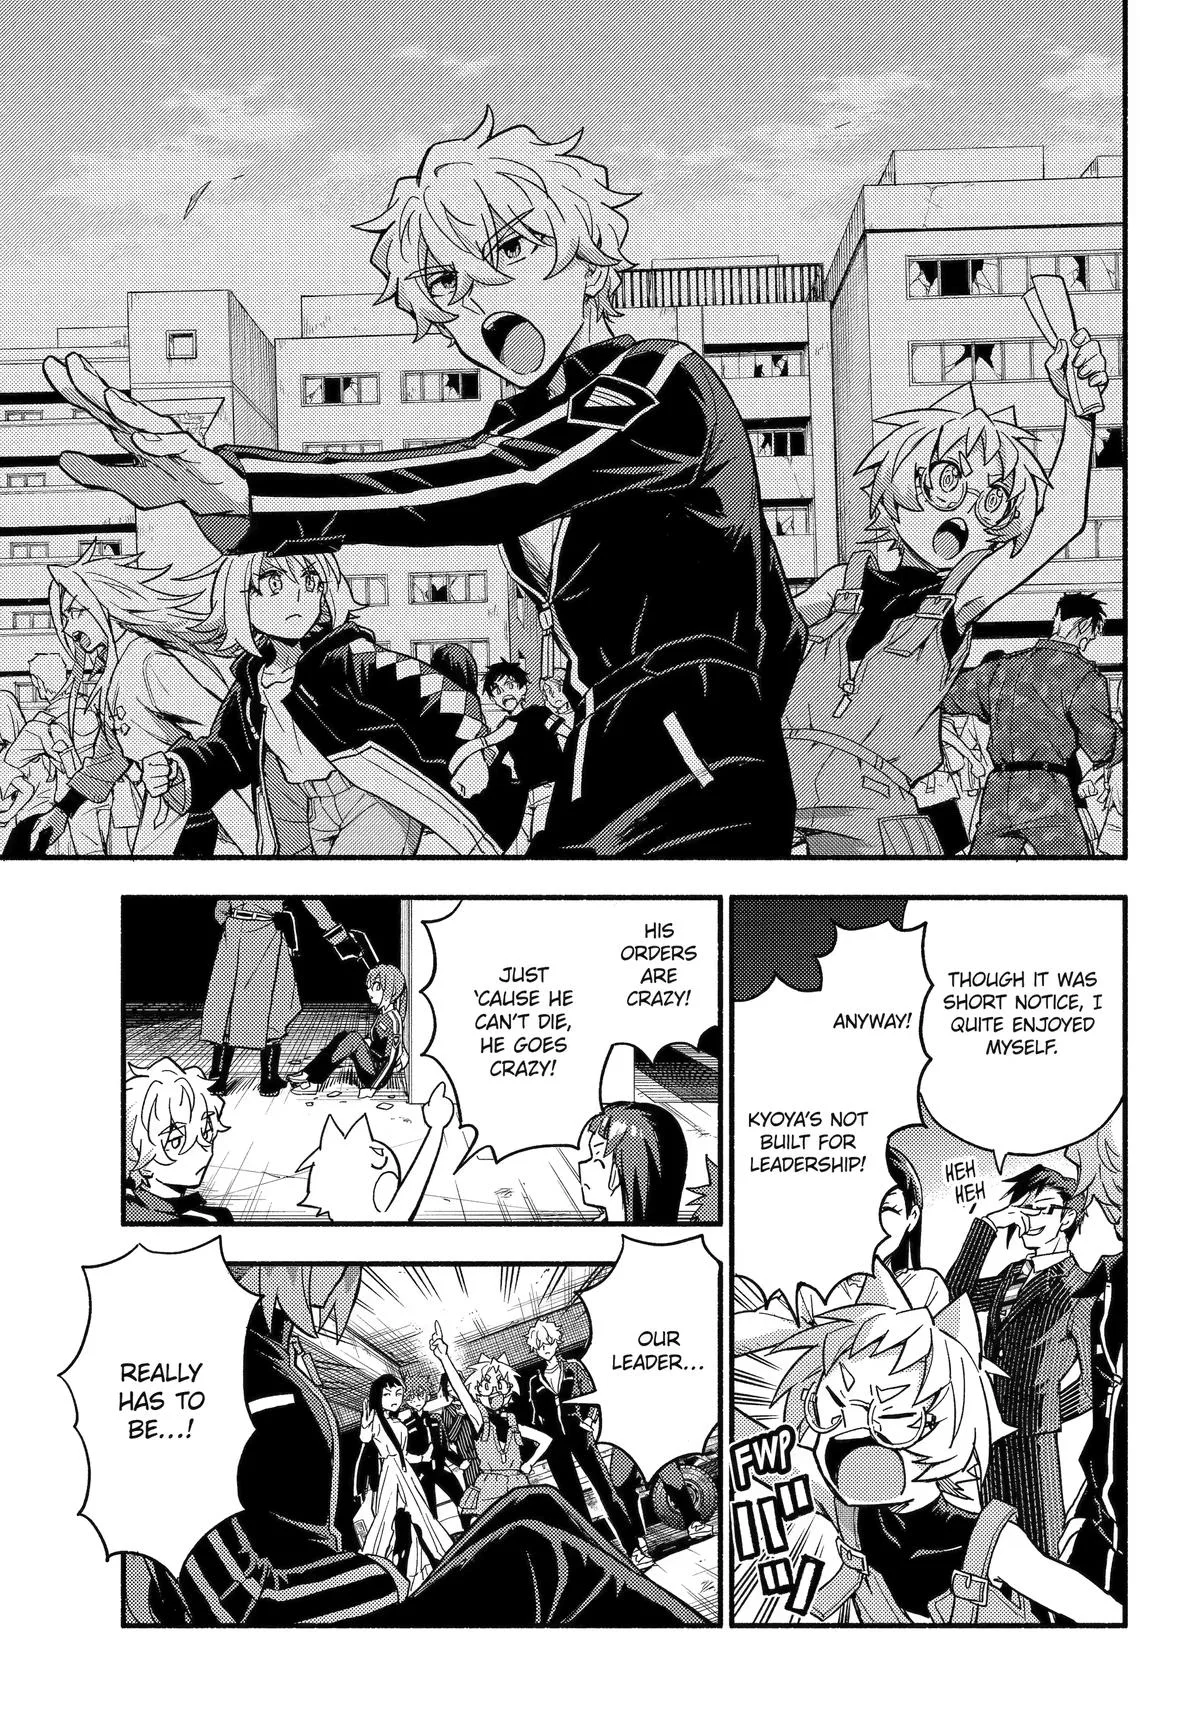 THOUGH IT WAS
SHORT NOTICE, I
QUITE ENJOYED
MYSELF.
HEH
HEH
ANYWAY!
KYOYA'S NOT
BUILT FOR
LEADERSHIP!
FWP
HIS
ORDERS
ARE
CRAZY!
JUST
'CAUSE HE
CAN'T DIE,
HE GOES
CRAZY!
OUR
LEADER...
REALLY
HAS TO
BE...!